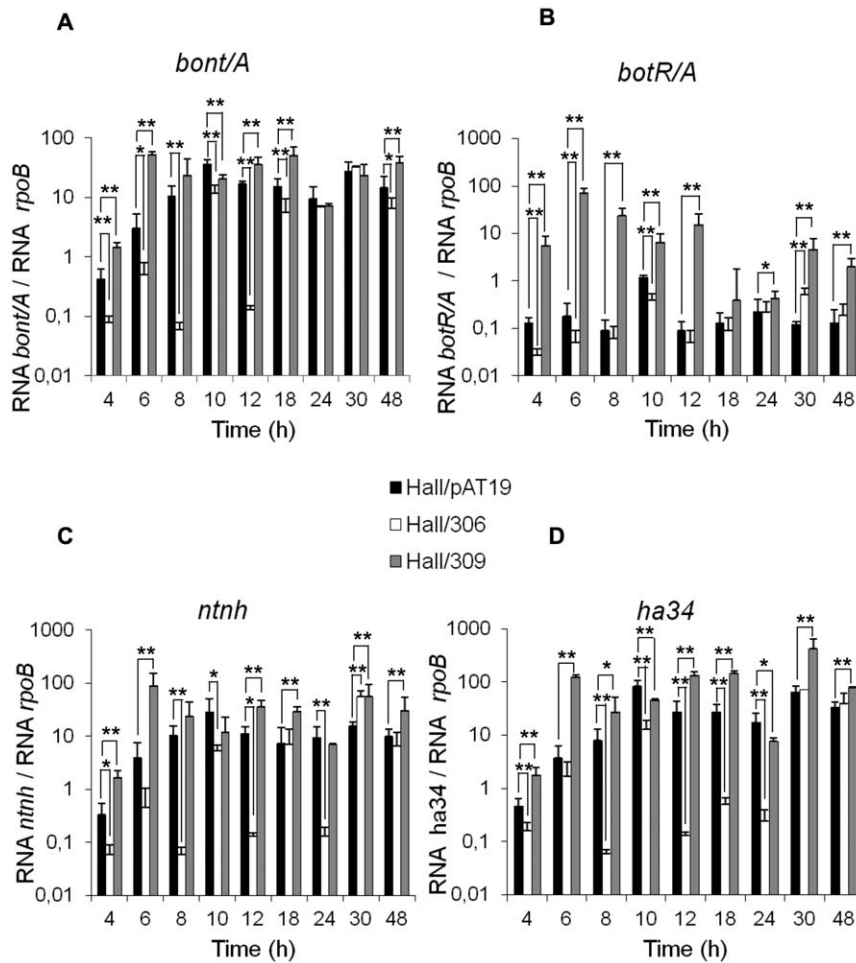 A
bont/A
** ** ** ** ** **
* ** ** ** ** ** ** * **
100
10
1
0,1
0,01
RNA bont/A / RNA rpoB
4 6 8 10 12 18 24 30 48
Time (h)
B
botR/A
** ** ** ** ** ** * ** ** ** ** **
1000
100
10
1
0,1
0,01
RNA botR/A / RNA rpoB
4 6 8 10 12 18 24 30 48
Time (h)
Hall/pAT19
Hall/306
Hall/309
C
ntnh
** * ** ** * ** * ** ** ** ** **
1000
100
10
1
0,1
0,01
RNA ntnh / RNA rpoB
4 6 8 10 12 18 24 30 48
Time (h)
D
ha34
** ** ** * ** ** ** ** ** ** ** * ** ** **
1000
100
10
1
0,1
0,01
RNA ha34 / RNA rpoB
4 6 8 10 12 18 24 30 48
Time (h)